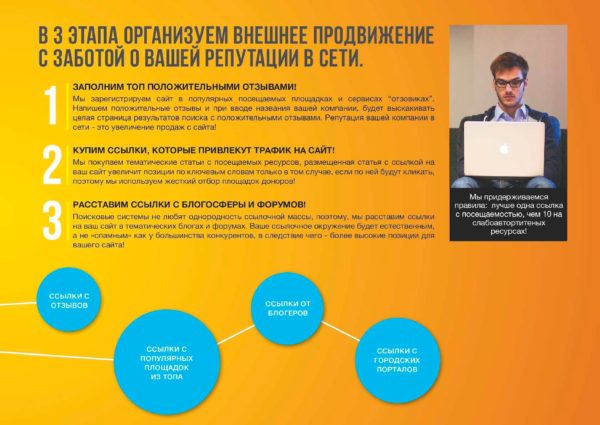 В 3 ЭТАПА ОРГАНИЗУЕМ ВНЕШНЕЕ ПРОДВИЖЕНИЕ
С ЗАБОТОЙ О ВАШЕЙ РЕПУТАЦИИ В СЕТИ.
1
ЗАПОЛНИМ ТОП ПОЛОЖИТЕЛЬНЫМИ ОТЗЫВАМИ!
Мы зарегистрируем сайт в популярных посещаемых площадках и сервисах "отзовиках".
Напишем положительные отзывы и при вводе названия вашей компании, будет выскакивать
целая страница результатов поиска с положительными отзывами. Репутация вашей компании в
сети - это увеличение продаж с сайта!
2
КУПИМ ССЫЛКИ, КОТОРЫЕ ПРИВЛЕКУТ ТРАФИК НА САЙТ!
Мы покупаем тематические статьи с посещаемых ресурсов, размещенная статья с ссылкой на
ваш сайт увеличит позиции по ключевым словам только в том случае, если по ней будут кликать,
поэтому мы используем жесткий отбор площадок доноров!
3
РАССТАВИМ ССЫЛКИ С БЛОГОСФЕРЫ И ФОРУМОВ!
Поисковые системы не любят однородность ссылочной массы, поэтому, мы расставим ссылки
на ваш сайт в тематических блогах и форумах. Ваше ссылочное окружение будет естественным,
а не «спамным» как у большинства конкурентов, в следствие чего - более высокие позиции для
вашего сайта!
Мы придерживаемся
правила: лучше одна ссылка
с посещаемостью, чем 10 на
слабоавтортитеных
ресурсах!
ССЫЛКИ С
ОТЗЫВОВ
ССЫЛКИ С
ПОПУЛЯРНЫХ
ПЛОЩАДОК
ИЗ ТОПА
ССЫЛКИ ОТ
БЛОГЕРОВ
ССЫЛКИ С
ГОРОДСКИХ
ПОРТАЛОВ